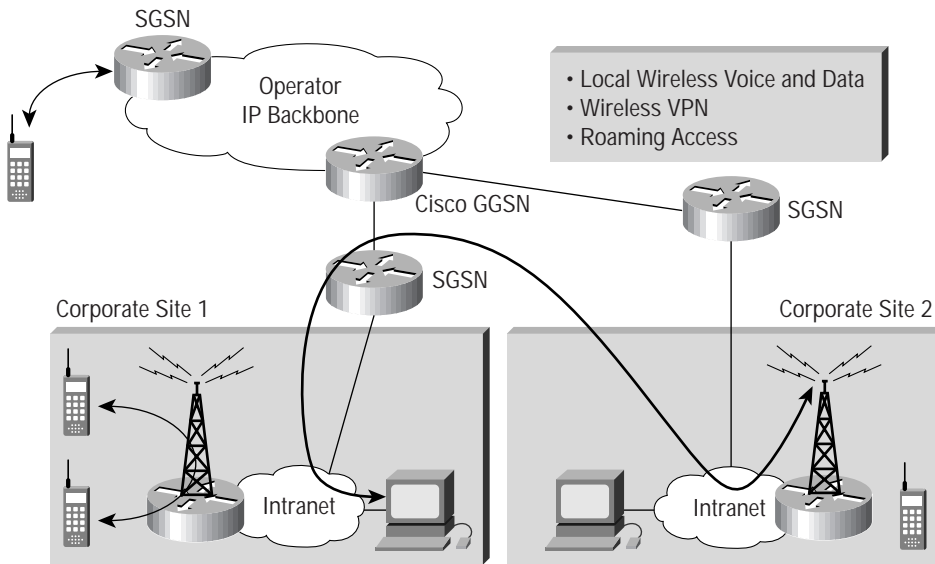 SGSN
Operator
IP Backbone
• Local Wireless Voice and Data
• Wireless VPN
• Roaming Access
Cisco GGSN
SGSN
SGSN
Corporate Site 1
Corporate Site 2
Intranet
Intranet